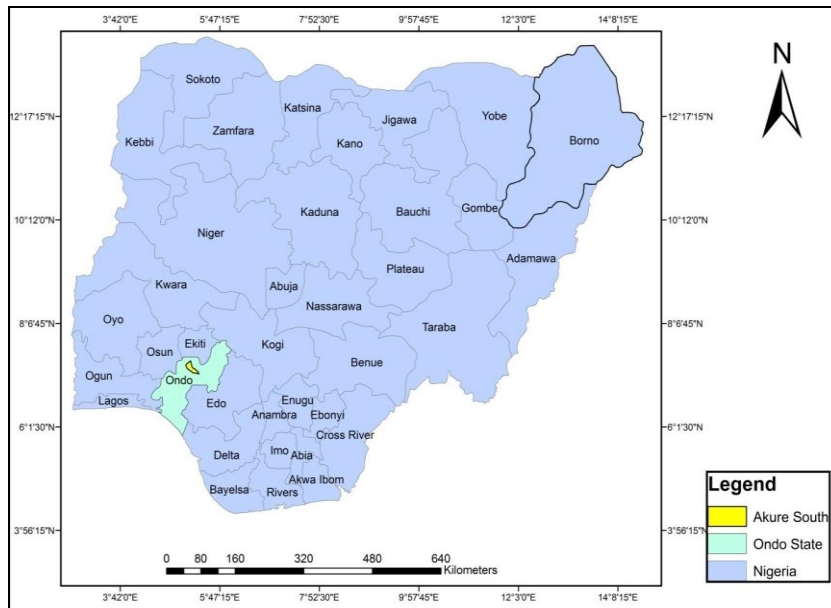 3°42'0"E 5°47'15"E 7°52'30"E 9°57'45"E 12°3'0"E 14°8'15"E
N
Sokoto
Katsina
Jigawa
Yobe
12°17'15"N 12°17'15"N
Zamfara
Kebbi
Kano
Borno
Kaduna
Bauchi
Gombe
10°12'0"N 10°12'0"N
Niger
Adamawa
Plateau
Kwara
Abuja
Nassarawa
Oyo
Taraba
8°6'45"N 8°6'45"N
Osun
Ekiti
Kogi
Benue
Ogun
Ondo
Lagos
Edo
Enugu
Anambra
Ebonyi
6°1'30"N 6°1'30"N
Cross River
Delta
Imo
Abia
Akwa Ibom
Bayelsa
Rivers
3°56'15"N 3°56'15"N
Legend
Akure South
Ondo State
Nigeria
0 80 160 320 480 640
Kilometers
3°42'0"E 5°47'15"E 7°52'30"E 9°57'45"E 12°3'0"E 14°8'15"E